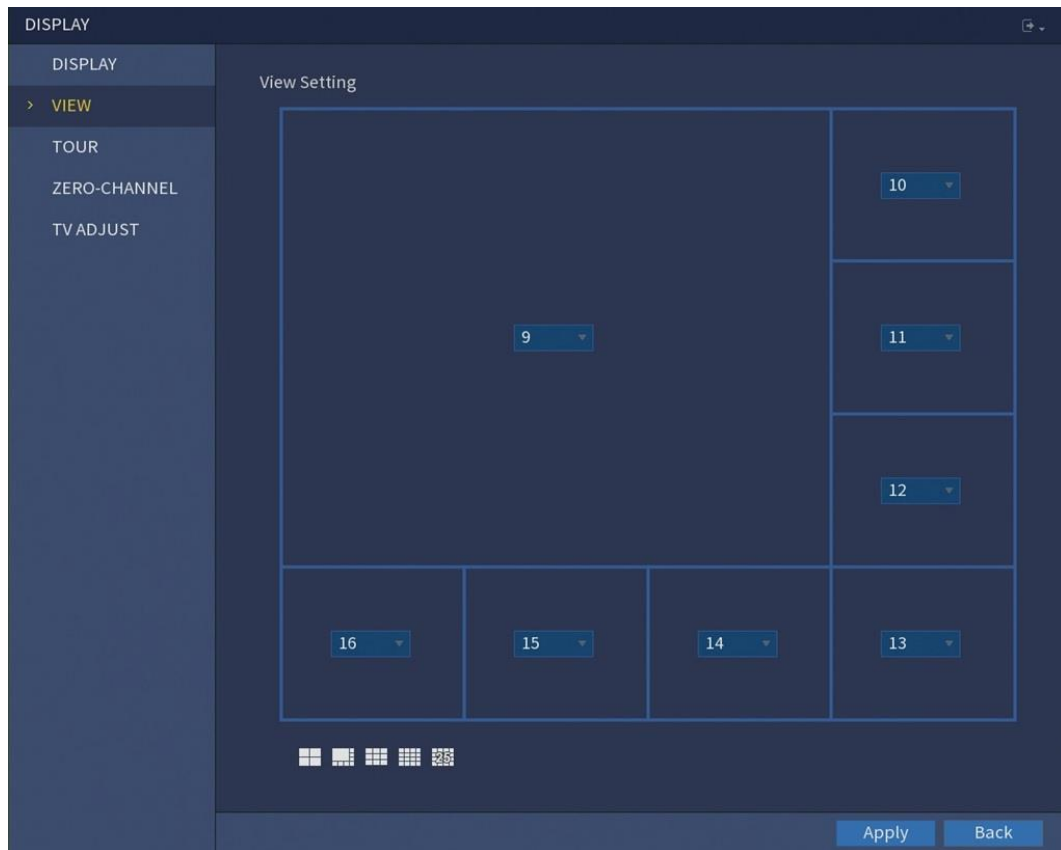 DISPLAY
DISPLAY
> VIEW
TOUR
ZERO-CHANNEL
TV ADJUST
View Setting
10
9
11
12
16
15
14
13
25
Apply
Back